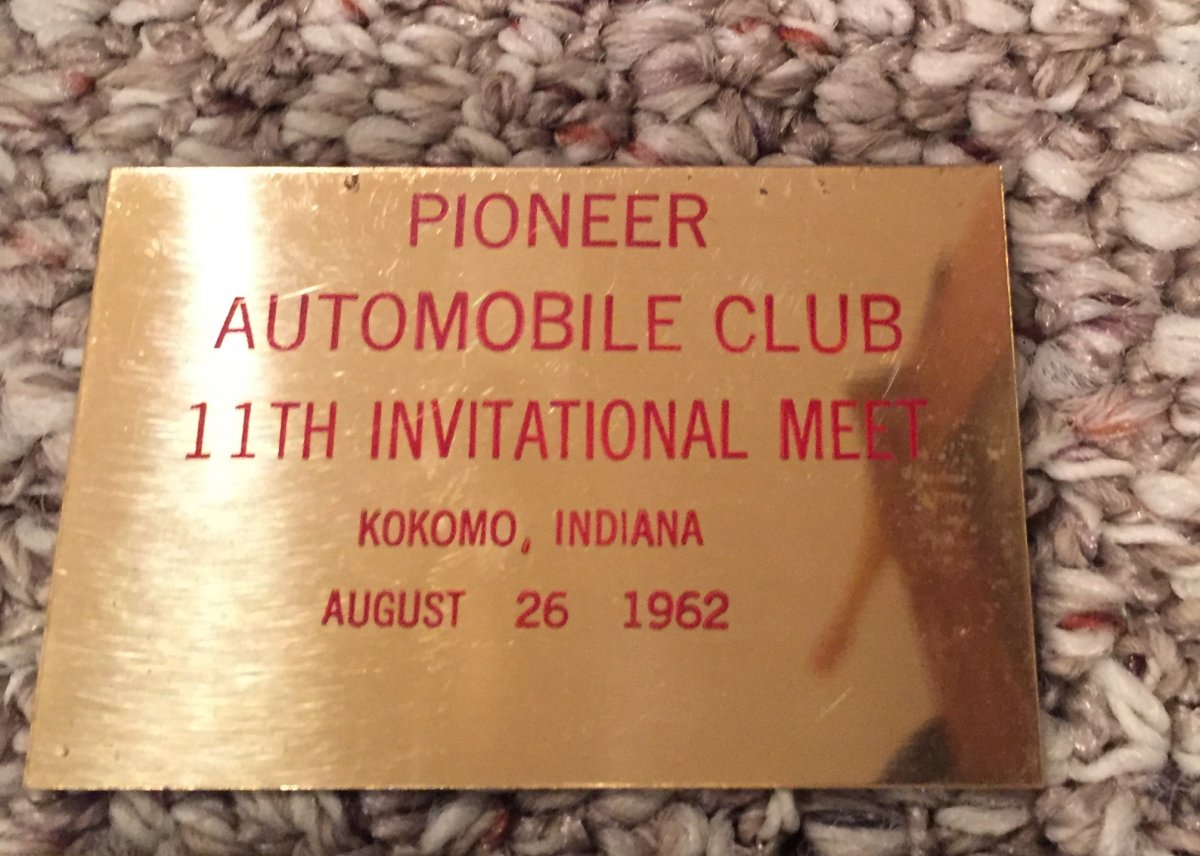 PIONEER
AUTOMOBILE CLUB
11TH INVITATIONAL MEET
KOKOMO, INDIANA
AUGUST 26 1962